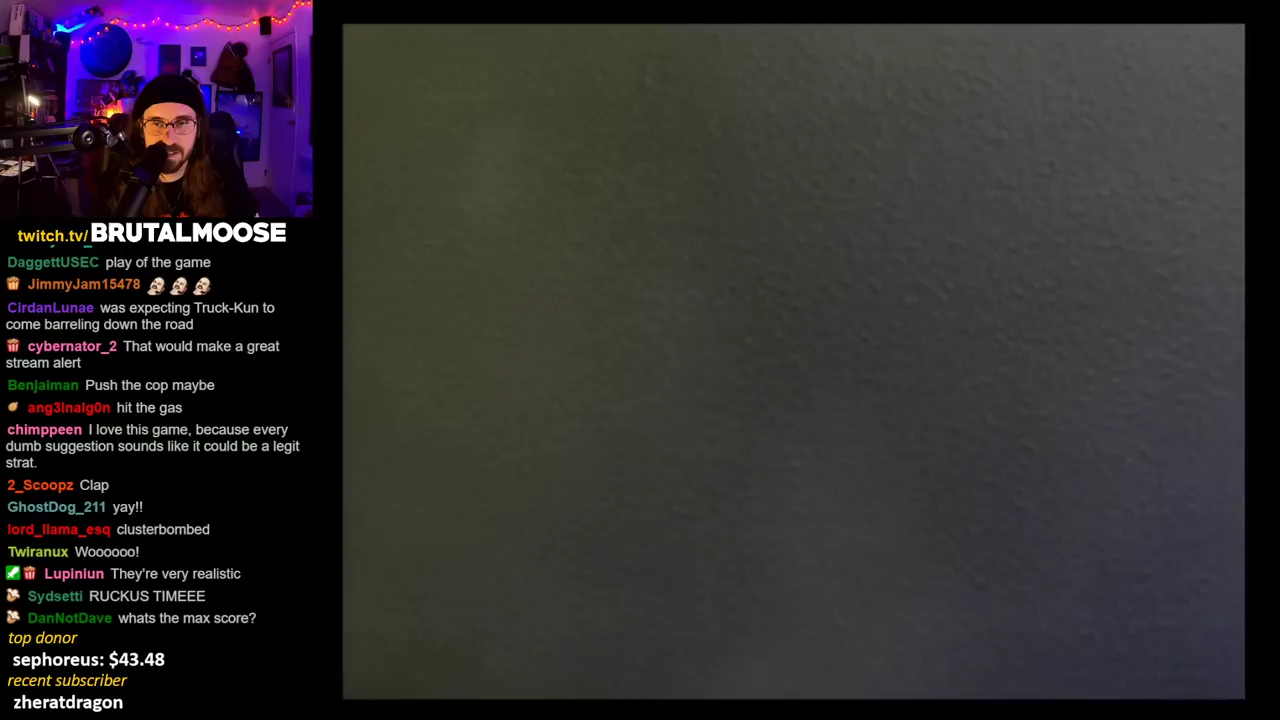 twitch.tv/BRUTALMOOSE
DaggettUSEC play of the game
JimmyJam15478
CirdanLunae was expecting Truck-Kun to
come barreling down the road
cybernator_2 That would make a great
stream alert
Benjaiman Push the cop maybe
ang3lnalg0n hit the gas
chimppeen I love this game, because every
dumb suggestion sounds like it could be a legit
strat.
2_Scoopz Clap
GhostDog_211 yay!!
lord_llama_esq clusterbombed
Twiranux Woooooo!
Lupiniun They're very realistic
Sydsetti RUCKUS TIMEEE
DanNotDave whats the max score?
top donor
sephoreus: $43.48
recent subscriber
zheratdragon